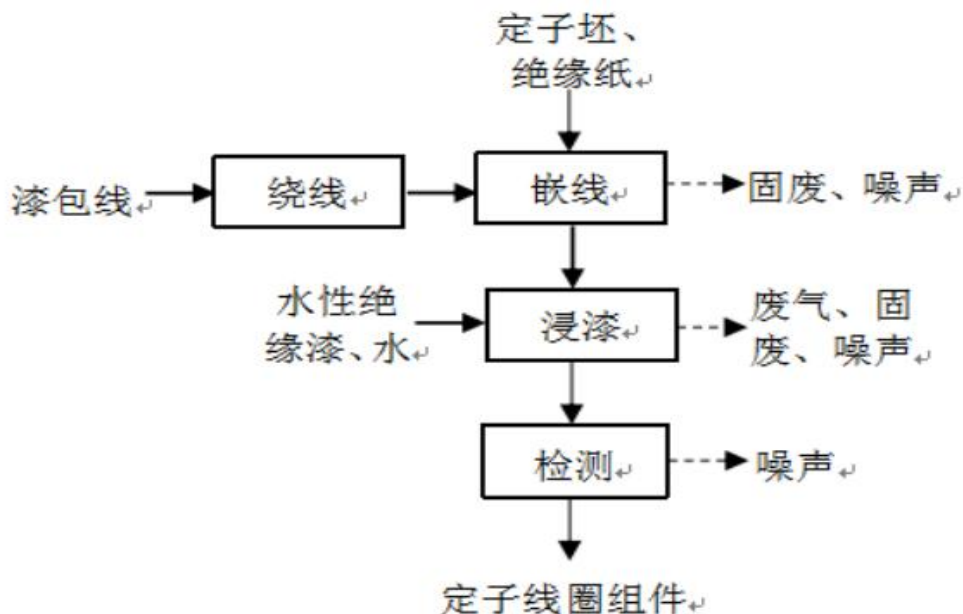 定子坯、
绝缘纸
漆包线
绕线
嵌线
固废、噪声
水性绝
缘漆、水
浸漆
废气、固
废、噪声
检测
噪声
定子线圈组件